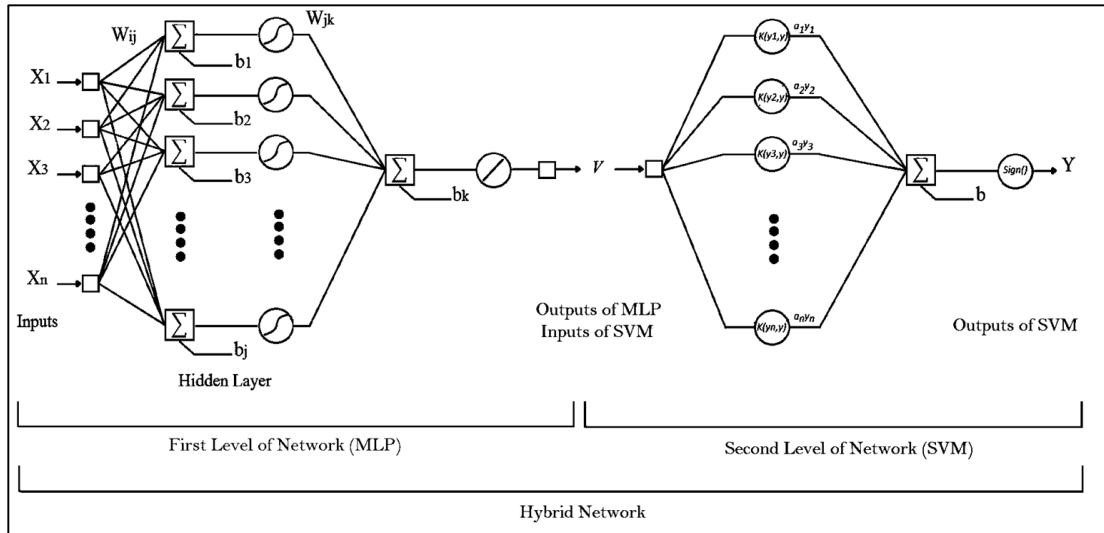 Wij
Wjk
Σ
b1
X1
Σ
b2
X2
Σ
b3
X3
Xn
Inputs
Σ
bj
Hidden Layer
Σ
bk
V
K(y1,y)
a1y1
K(y2,y)
a2y2
K(y3,y)
a3y3
K(yn,y)
anyn
Σ
b
Sign()
Y
Outputs of MLP
Inputs of SVM
Outputs of SVM
First Level of Network (MLP)
Second Level of Network (SVM)
Hybrid Network